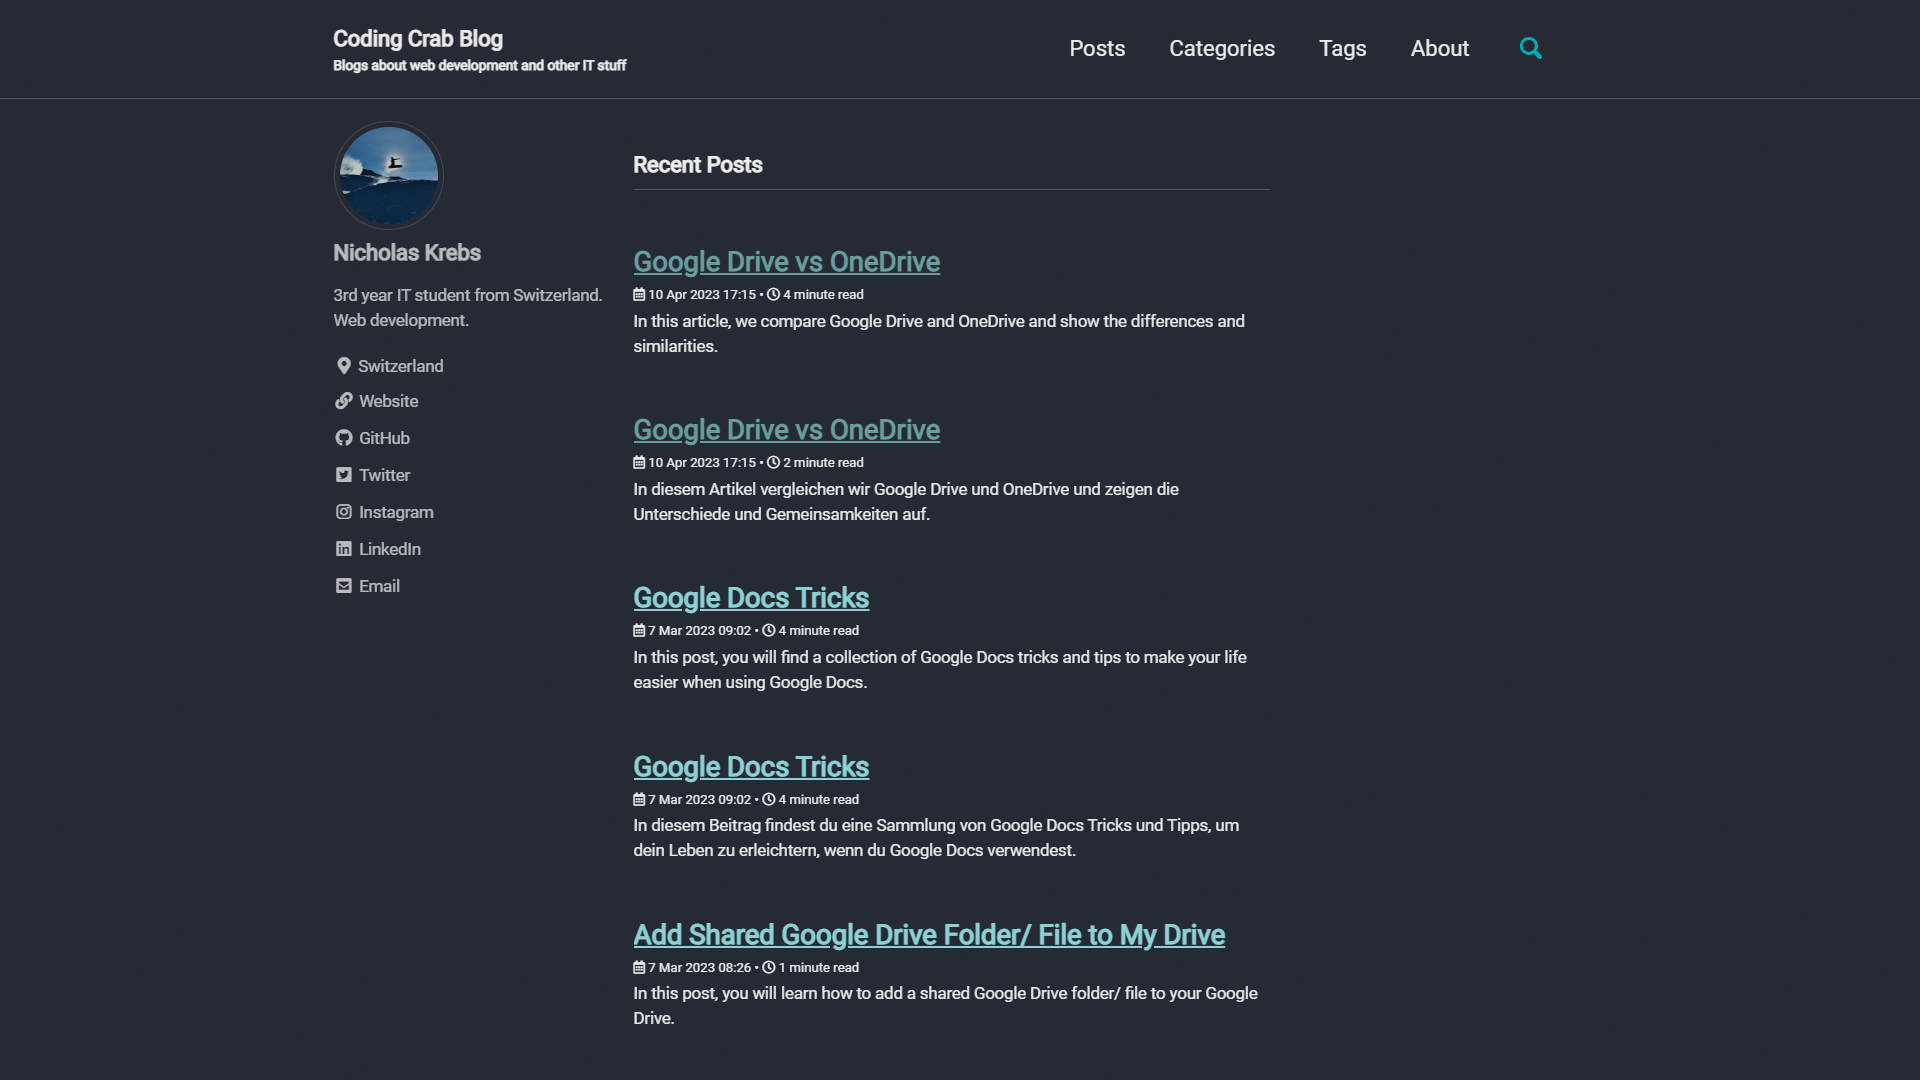 Coding Crab Blog
Blogs about web development and other IT stuff
Posts
Categories
Tags
About
Nicholas Krebs
3rd year IT student from Switzerland.
Web development.
Switzerland
Website
GitHub
Twitter
Instagram
LinkedIn
Email
Recent Posts
Google Drive vs OneDrive
10 Apr 2023 17:15 • 4 minute read
In this article, we compare Google Drive and OneDrive and show the differences and
similarities.
Google Drive vs OneDrive
10 Apr 2023 17:15 • 2 minute read
In diesem Artikel vergleichen wir Google Drive und OneDrive und zeigen die
Unterschiede und Gemeinsamkeiten auf.
Google Docs Tricks
7 Mar 2023 09:02 • 4 minute read
In this post, you will find a collection of Google Docs tricks and tips to make your life
easier when using Google Docs.
Google Docs Tricks
7 Mar 2023 09:02 • 4 minute read
In diesem Beitrag findest du eine Sammlung von Google Docs Tricks und Tipps, um
dein Leben zu erleichtern, wenn du Google Docs verwendest.
Add Shared Google Drive Folder/ File to My Drive
7 Mar 2023 08:26 • 1 minute read
In this post, you will learn how to add a shared Google Drive folder/ file to your Google
Drive.